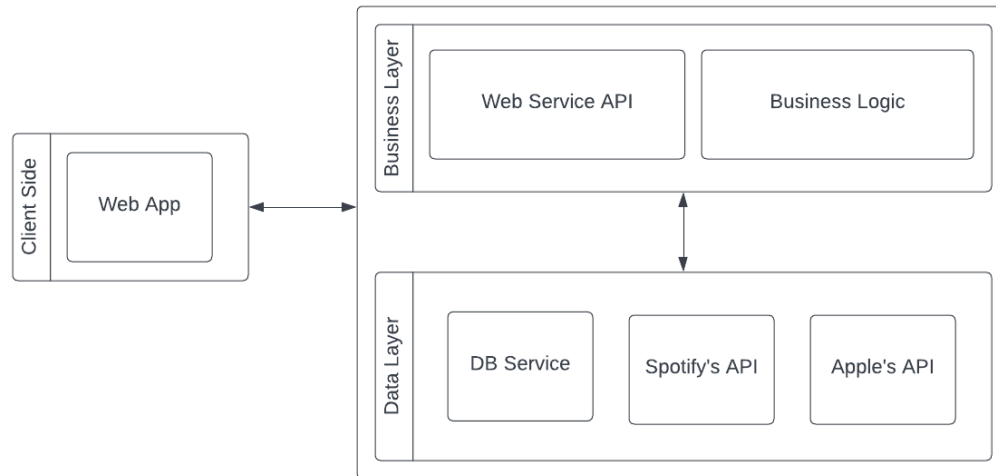 Client Side
Web App
Business Layer
Web Service API
Business Logic
Data Layer
DB Service
Spotify's API
Apple's API